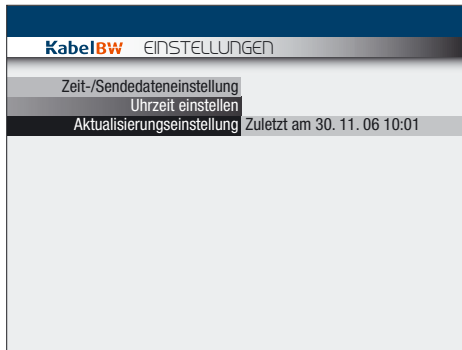 KabelBW EINSTELLUNGEN
Zeit-/Sendedateneinstellung
Uhrzeit einstellen
Aktualisierungseinstellung Zuletzt am 30. 11. 06 10:01